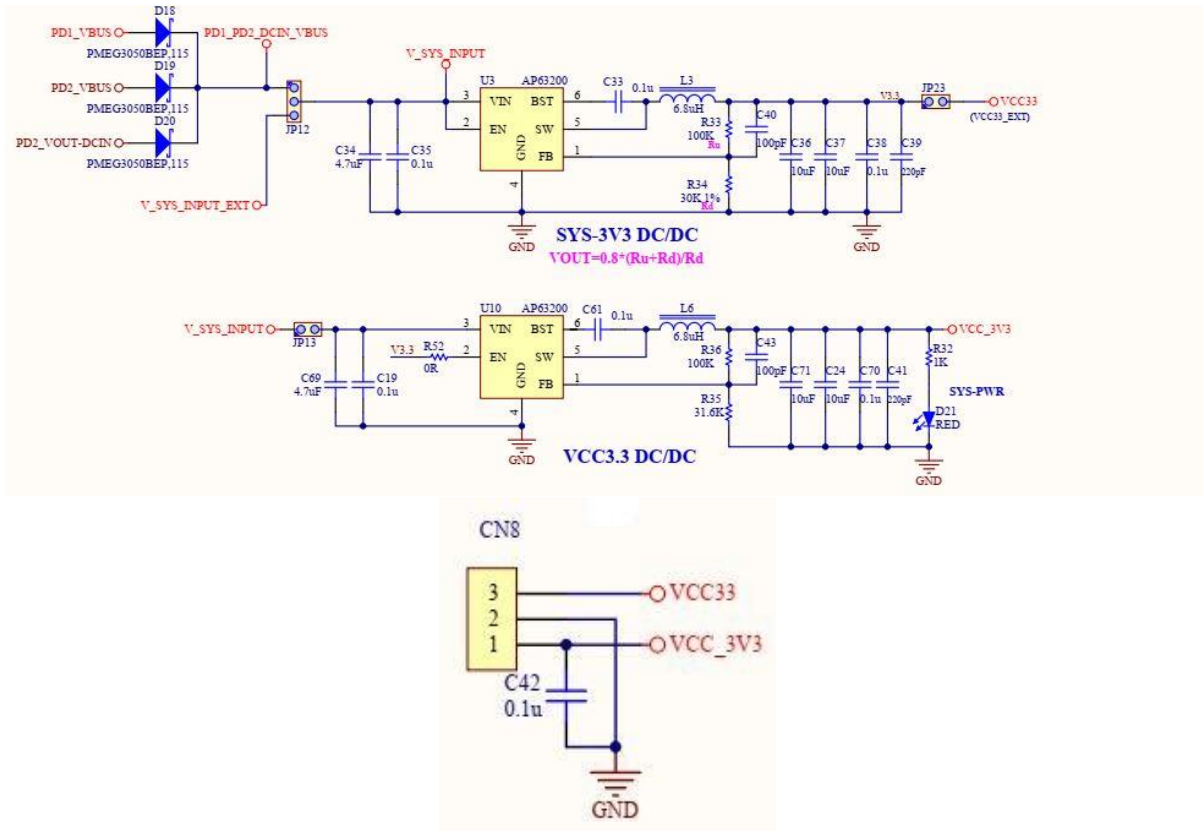 D18
PD1_VBUS
PD1_PD2_DCIN_VBUS
PMEG3050BEP,115
D19
PD2_VBUS
PMEG3050BEP,115
D20
PD2_VOUT-DCIN
PMEG3050BEP,115
JP12
V_SYS_INPUT_EXT
V_SYS_INPUT
C34
4.7uF
C35
0.1u
U3 AP63200
3 VIN BST 6
2 EN SW 5
GND FB 1
4
GND
C33
0.1u
L3
6.8uH
R33
100K
Ru
C40
100pF
R34
30K 1%
Rd
C36
10uF
C37
10uF
C38
0.1u
C39
220pF
V3.3
JP23
VCC33
(VCC33_EXT)
GND
SYS-3V3 DC/DC
VOUT=0.8*(Ru+Rd)/Rd
V_SYS_INPUT
JP13
C69
4.7uF
C19
0.1u
V3.3
R52
0R
U10 AP63200
3 VIN BST 6
2 EN SW 5
GND FB 1
4
GND
C61
0.1u
L6
6.8uH
R36
100K
C43
100pF
R35
31.6K
C71
10uF
C24
10uF
C70
0.1u
C41
220pF
VCC_3V3
R32
1K
SYS-PWR
D21
RED
GND
VCC3.3 DC/DC
CN8
3 VCC33
2
1 VCC_3V3
C42
0.1u
GND